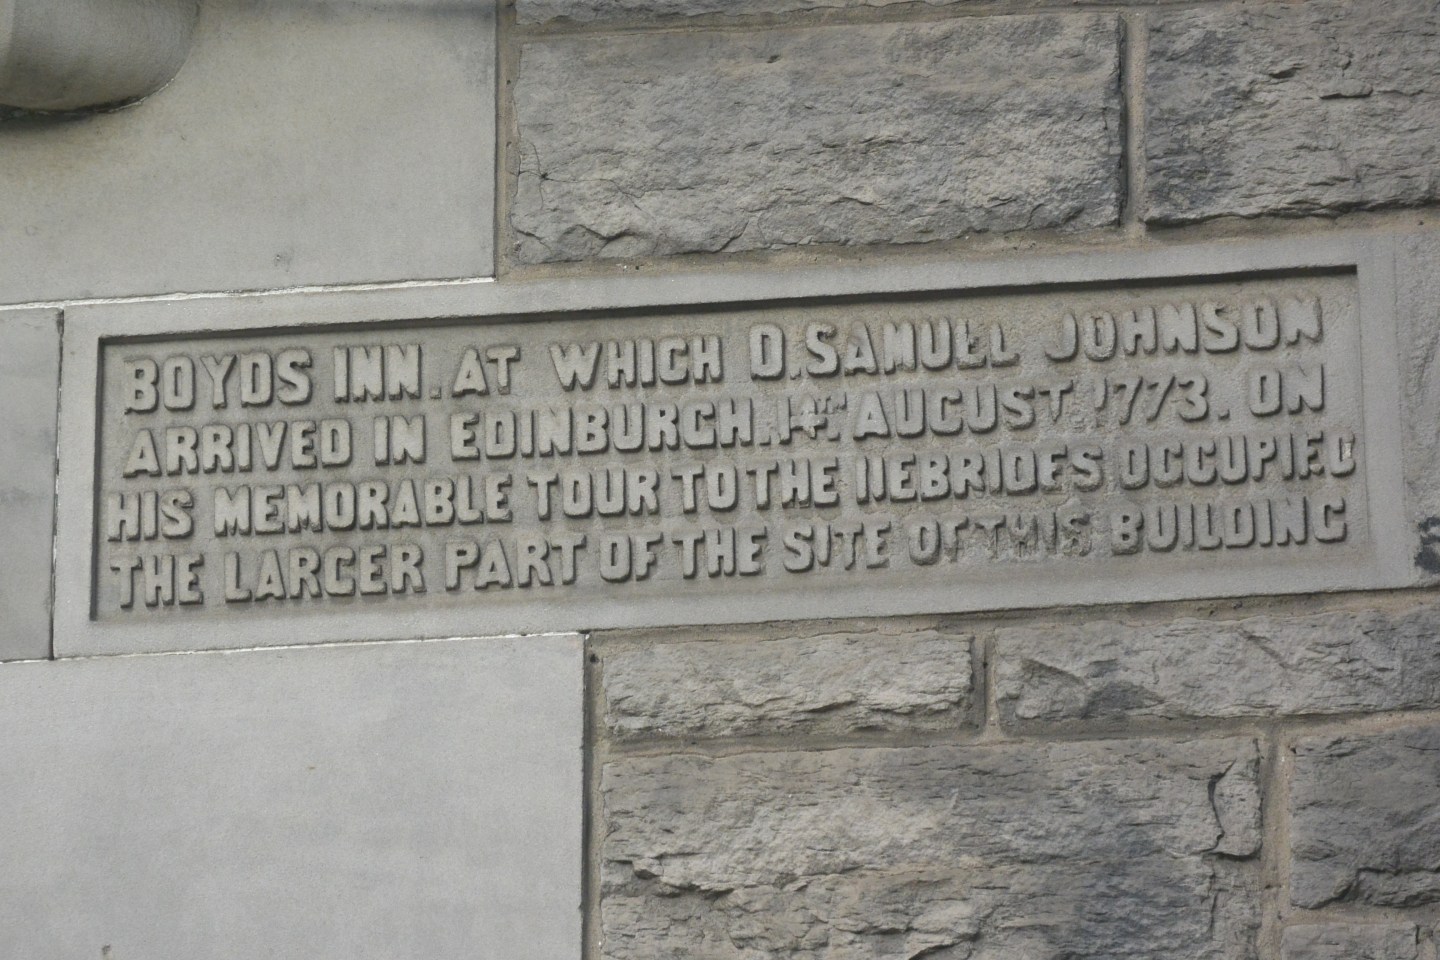 BOYDS INN. AT WHICH D. SAMUEL JOHNSON
ARRIVED IN EDINBURGH. 14TH AUGUST 1773. ON
HIS MEMORABLE TOUR TO THE HEBRIDES OCCUPIED
THE LARGER PART OF THE SITE OF THIS BUILDING